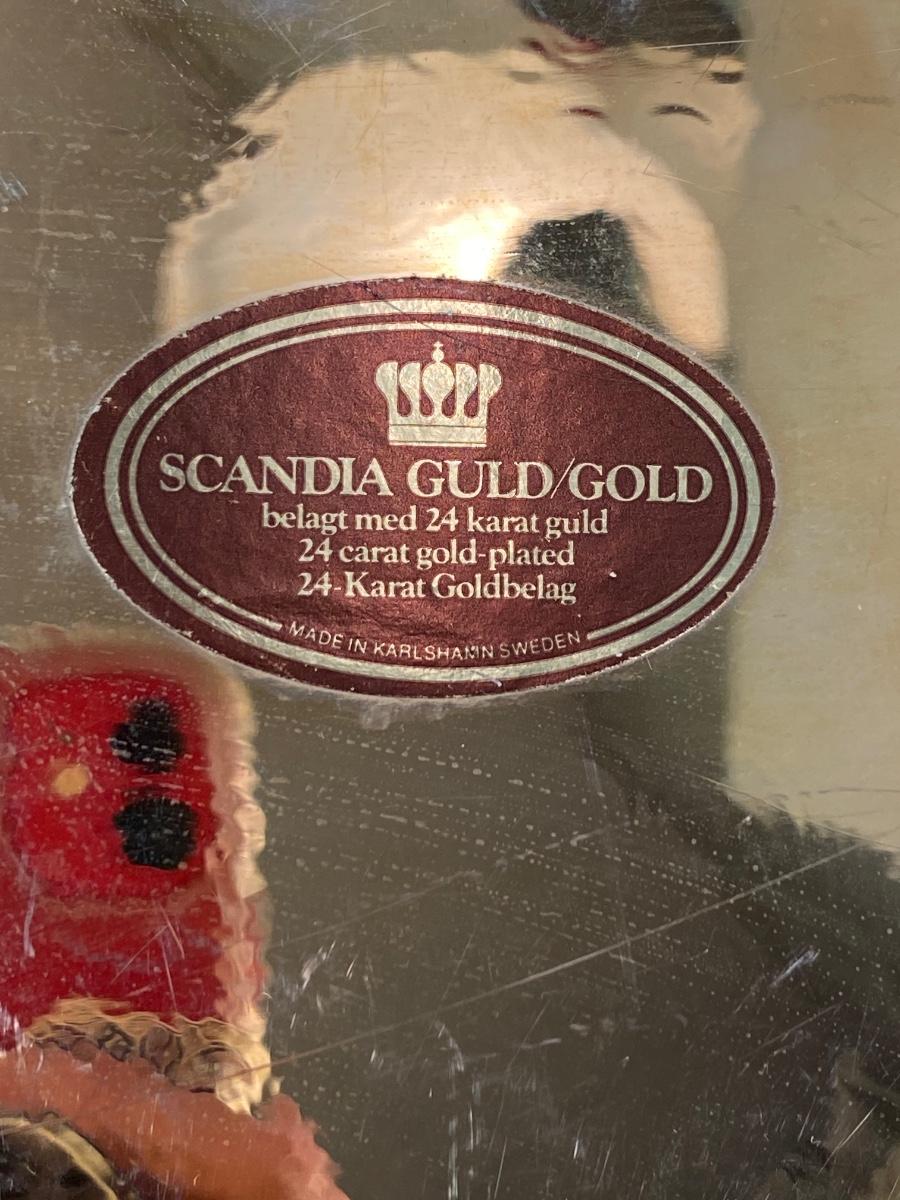 SCANDIA GULD/GOLD
belagt med 24 karat guld
24 carat gold-plated
24-Karat Goldbelag
MADE IN KARLSHAMN SWEDEN